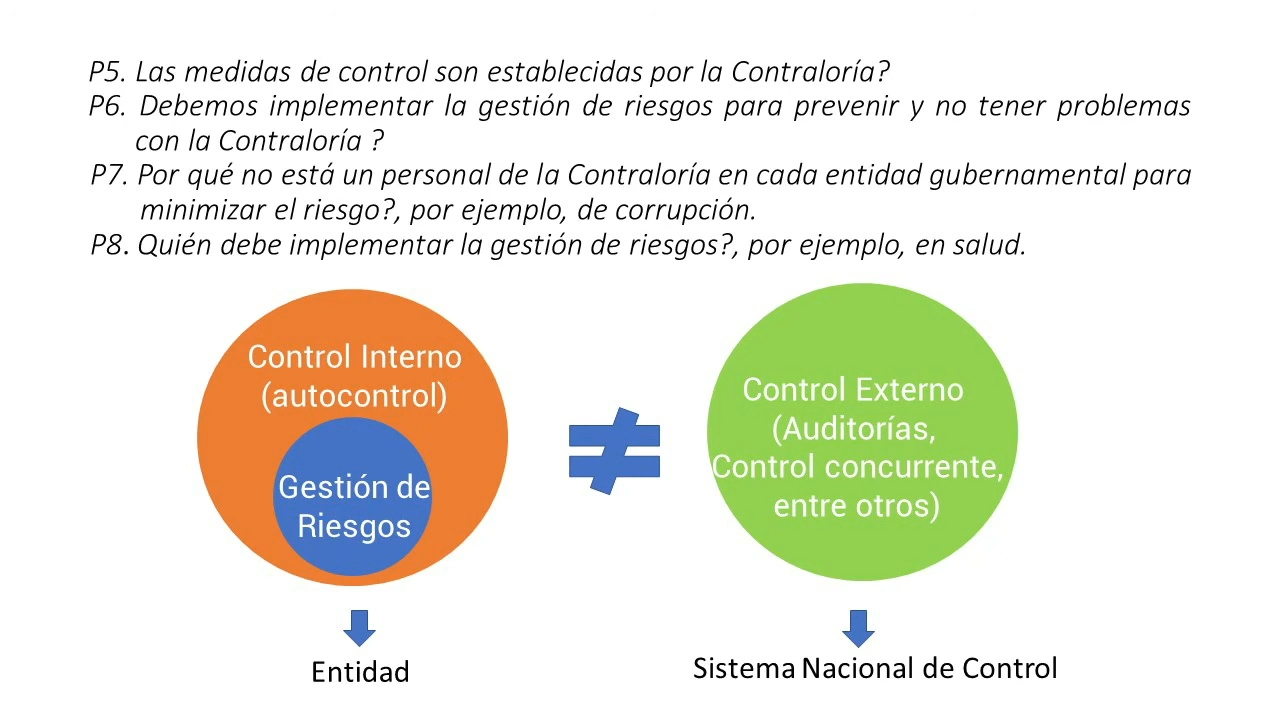 P5. Las medidas de control son establecidas por la Contraloría?
P6. Debemos implementar la gestión de riesgos para prevenir y no tener problemas
con la Contraloría ?
P7. Por qué no está un personal de la Contraloría en cada entidad gubernamental para
minimizar el riesgo?, por ejemplo, de corrupción.
P8. Quién debe implementar la gestión de riesgos?, por ejemplo, en salud.
Control Interno
(autocontrol)
Gestión de
Riesgos
≠
Control Externo
(Auditorías,
Control concurrente,
entre otros)
Entidad
Sistema Nacional de Control